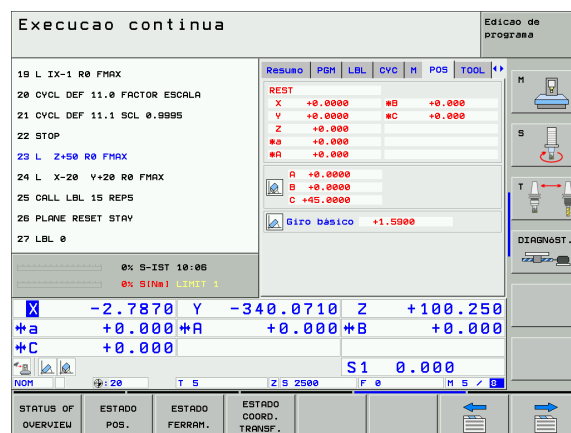 Execucao continua
Edicao de
programa
19 L IX-1 R0 FMAX
20 CYCL DEF 11.0 FACTOR ESCALA
21 CYCL DEF 11.1 SCL 0.9995
22 STOP
23 L Z+50 R0 FMAX
24 L X-20 Y+20 R0 FMAX
25 CALL LBL 15 REP5
26 PLANE RESET STAY
27 LBL 0
0% S-IST 10:06
0% S[Nm] LIMIT 1
Resumo PGM LBL CYC M POS TOOL
REST
X +0.0000 *B +0.000
Y +0.0000 *C +0.000
Z +0.000
*a +0.000
*A +0.000
A +0.0000
B +0.0000
C +45.0000
Giro básico +1.5900
M
S
T
DIAGNÓST.
X -2.7870 Y -340.0710 Z +100.250
*a +0.000 *A +0.000 *B +0.000
*C +0.000
S1 0.000
NOM : 20 T 5 Z S 2500 F 0 M 5 / 8
STATUS OF
OVERVIEW
ESTADO
POS.
ESTADO
FERRAM.
ESTADO
COORD.
TRANSF.